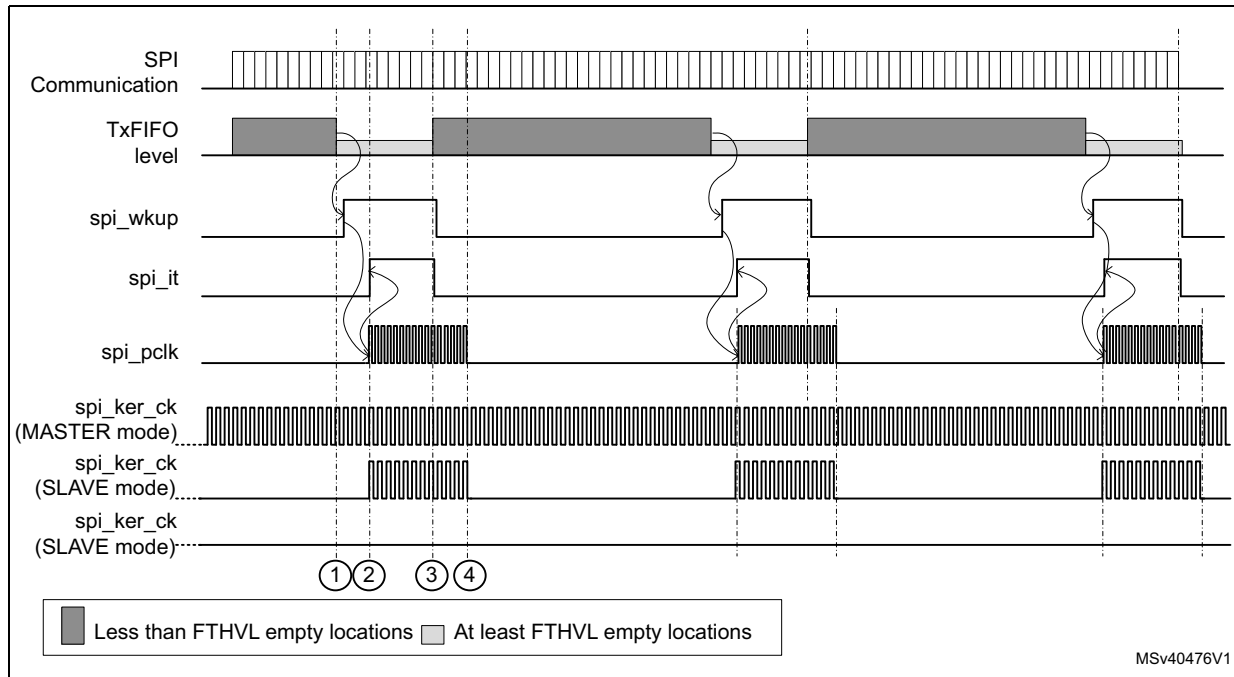 SPI
Communication
TxFIFO
level
spi_wkup
spi_it
spi_pclk
spi_ker_ck
(MASTER mode)
spi_ker_ck
(SLAVE mode)
spi_ker_ck
(SLAVE mode)
1 2 3 4
Less than FTHVL empty locations At least FTHVL empty locations
MSv40476V1